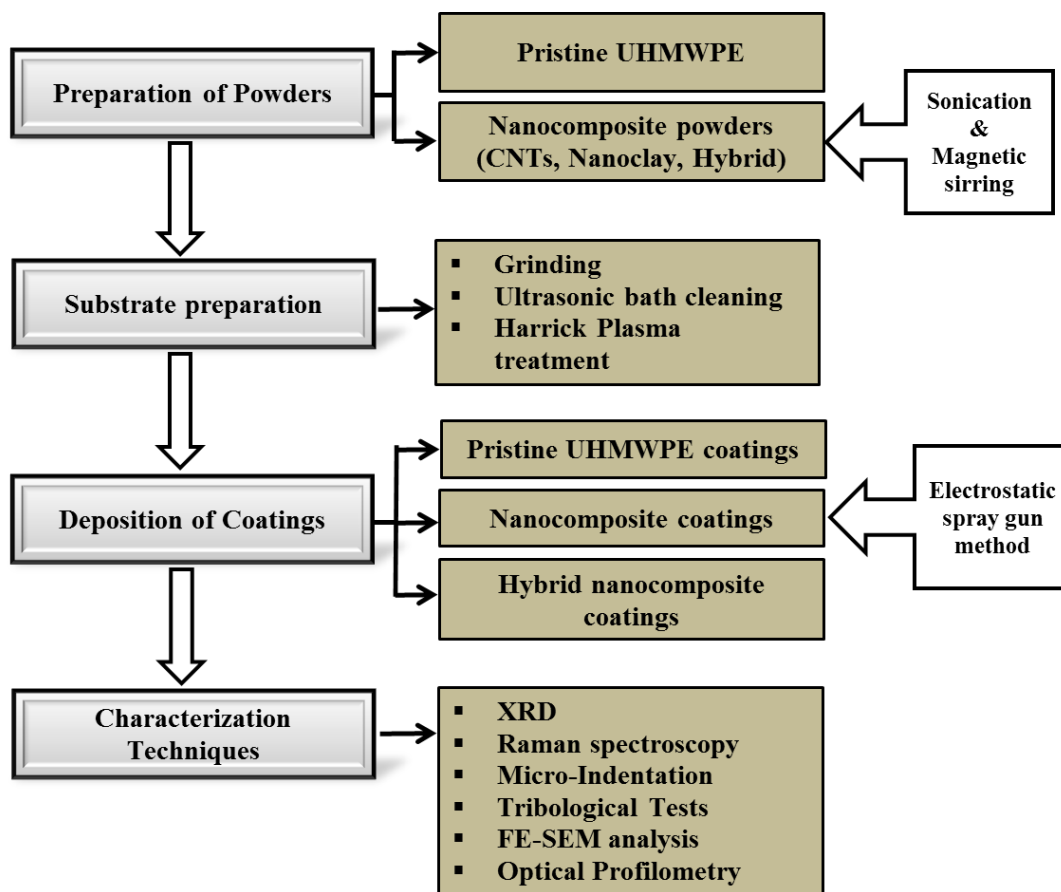 Preparation of Powders
Pristine UHMWPE
Nanocomposite powders
(CNTs, Nanoclay, Hybrid)
Sonication
&
Magnetic
sirring
Substrate preparation
▪ Grinding
▪ Ultrasonic bath cleaning
▪ Harrick Plasma
treatment
Deposition of Coatings
Pristine UHMWPE coatings
Nanocomposite coatings
Hybrid nanocomposite
coatings
Electrostatic
spray gun
method
Characterization
Techniques
▪ XRD
▪ Raman spectroscopy
▪ Micro-Indentation
▪ Tribological Tests
▪ FE-SEM analysis
▪ Optical Profilometry